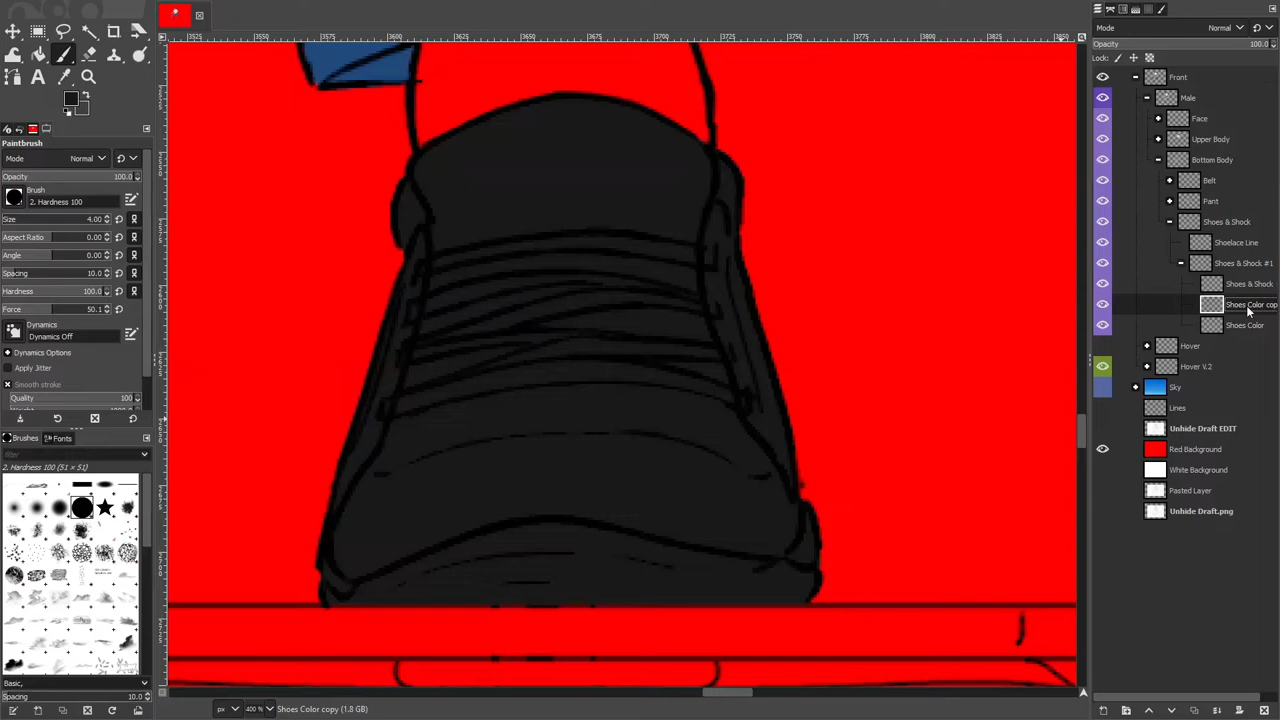 3525 3550 3575 3600 3625 3650 3675 3700 3725 3750 3775 3800 3825 3850
Mode Normal
Opacity 100.0
Lock:
Front
Male
Face
Upper Body
Bottom Body
Belt
Pant
Shoes & Shock
Shoelace Line
Shoes & Shock #1
Shoes & Shock
Shoes Color cop
Shoes Color
Hover
Hover V.2
Sky
Lines
Unhide Draft EDIT
Red Background
White Background
Pasted Layer
Unhide Draft.png
Paintbrush
Mode Normal
Opacity 100.0
Brush
2. Hardness 100
Size 4.00
Aspect Ratio 0.00
Angle 0.00
Spacing 10.0
Hardness 100.0
Force 50.1
Dynamics
Dynamics Off
Dynamics Options
Apply Jitter
Smooth stroke
Quality 100
Brushes Fonts
filter
2. Hardness 100 (51 × 51)
Basic,
Spacing 10.0
px 400 % Shoes Color copy (1.8 GB)